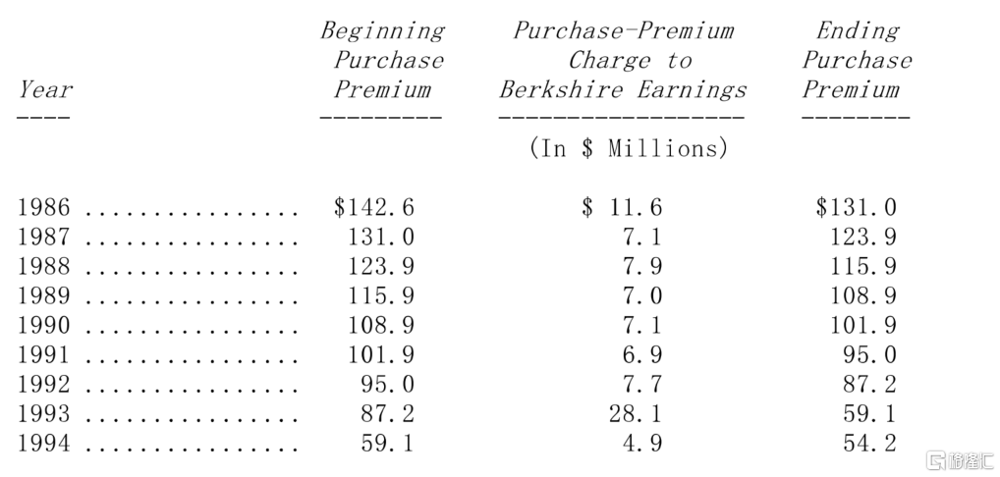 Beginning Purchase-Premium Ending
Purchase Charge to Purchase
Year Premium Berkshire Earnings Premium
---- --------- ------------------ --------
(In $ Millions)
1986 ................ $142.6 $ 11.6 $131.0
1987 ................ 131.0 7.1 123.9
1988 ................ 123.9 7.9 115.9
1989 ................ 115.9 7.0 108.9
1990 ................ 108.9 7.1 101.9
1991 ................ 101.9 6.9 95.0
1992 ................ 95.0 7.7 87.2
1993 ................ 87.2 28.1 59.1
1994 ................ 59.1 4.9 54.2
格隆汇